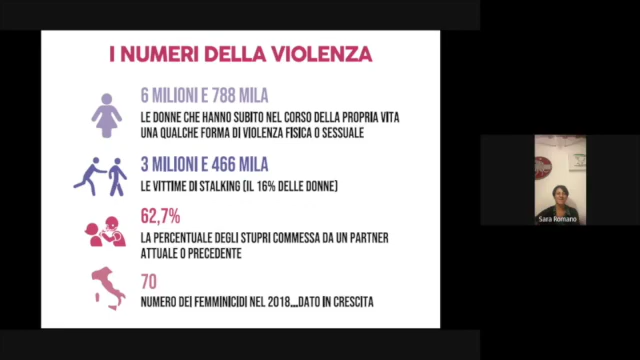 I NUMERI DELLA VIOLENZA
6 MILIONI E 788 MILA
LE DONNE CHE HANNO SUBITO NEL CORSO DELLA PROPRIA VITA
UNA QUALCHE FORMA DI VIOLENZA FISICA O SESSUALE
3 MILIONI E 466 MILA
LE VITTIME DI STALKING (IL 16% DELLE DONNE)
62,7%
LA PERCENTUALE DEGLI STUPRI COMMESSA DA UN PARTNER
ATTUALE O PRECEDENTE
70
NUMERO DEI FEMMINICIDI NEL 2018...DATO IN CRESCITA
Sara Romano